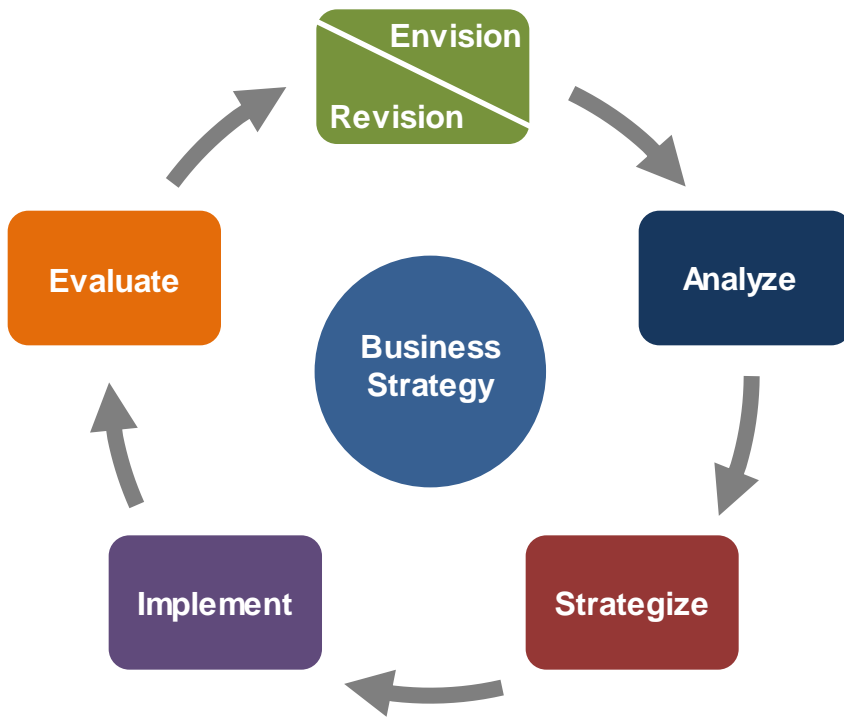 Envision
Revision
Analyze
Evaluate
Business
Strategy
Implement
Strategize